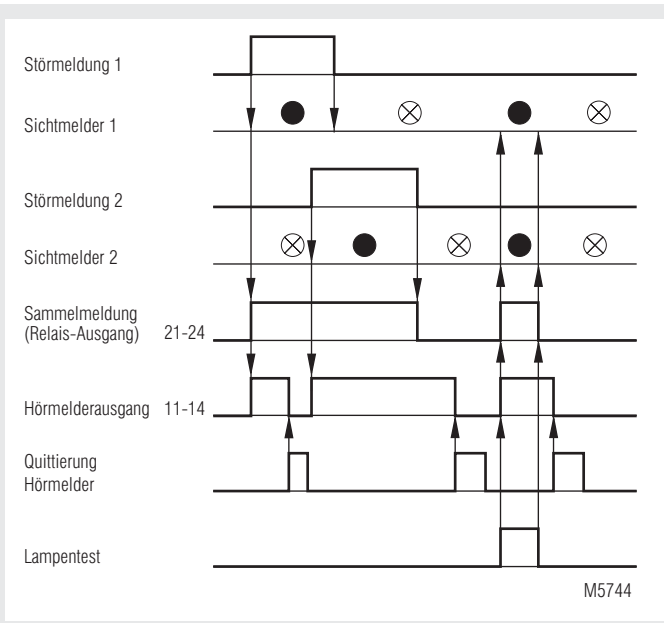 Störmeldung 1
Sichtmelder 1
Störmeldung 2
Sichtmelder 2
Sammelmeldung
(Relais-Ausgang) 21-24
Hörmelderausgang 11-14
Quittierung
Hörmelder
Lampentest
M5744